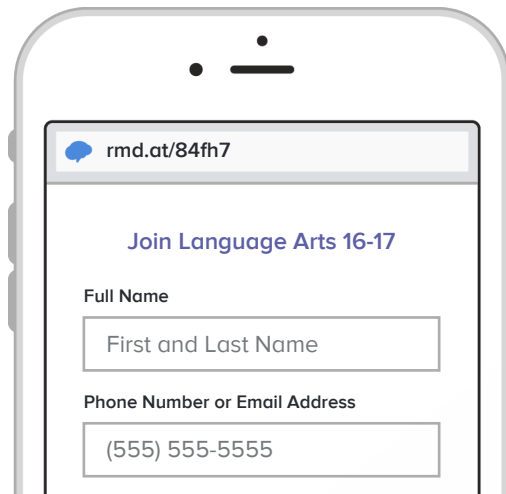 rmd.at/84fh7
Join Language Arts 16-17
Full Name
First and Last Name
Phone Number or Email Address
(555) 555-5555